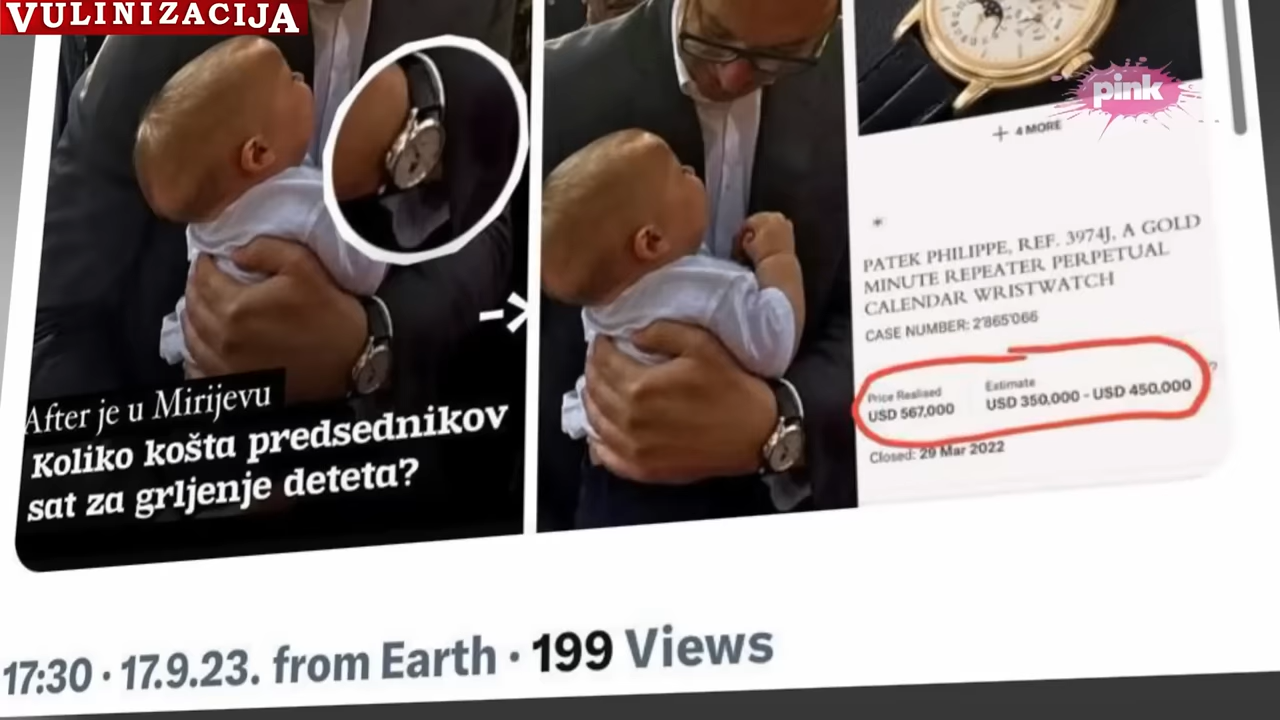 VULINIZACIJA
pink
4 MORE
PATEK PHILIPPE, REF. 3974J, A GOLD
MINUTE REPEATER PERPETUAL
CALENDAR WRISTWATCH
CASE NUMBER: 2'865'066
Price Realised
USD 567,000
Estimate
USD 350,000 - USD 450,000
Closed: 29 Mar 2022
After je u Mirijevu
Koliko košta predsednikov
sat za grljenje deteta?
17:30 · 17.9.23. from Earth · 199 Views